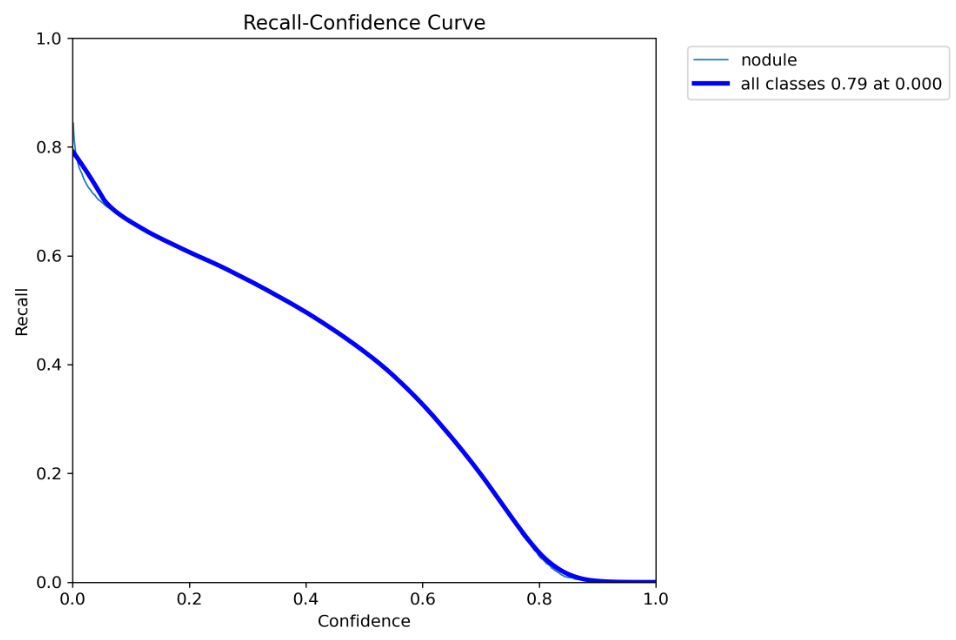 Recall-Confidence Curve
nodule
all classes 0.79 at 0.000
1.0
0.8
0.6
0.4
0.2
0.0
Recall
0.0 0.2 0.4 0.6 0.8 1.0
Confidence